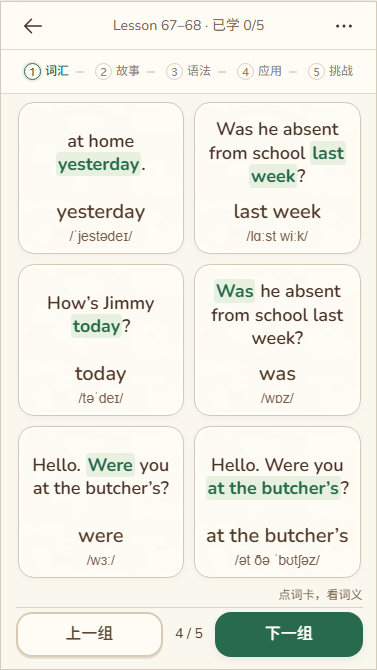 Lesson 67–68 · 已学 0/5
1 词汇 2 故事 3 语法 4 应用 5 挑战
at home
yesterday.
yesterday
/ˈjestədeɪ/
Was he absent
from school last
week?
last week
/lɑːst wiːk/
How’s Jimmy
today?
today
/təˈdeɪ/
Was he absent
from school last
week?
was
/wɒz/
Hello. Were you
at the butcher’s?
were
/wɜː/
Hello. Were you
at the butcher’s?
at the butcher’s
/ət ðə ˈbʊtʃəz/
点词卡，看词义
上一组
4 / 5
下一组